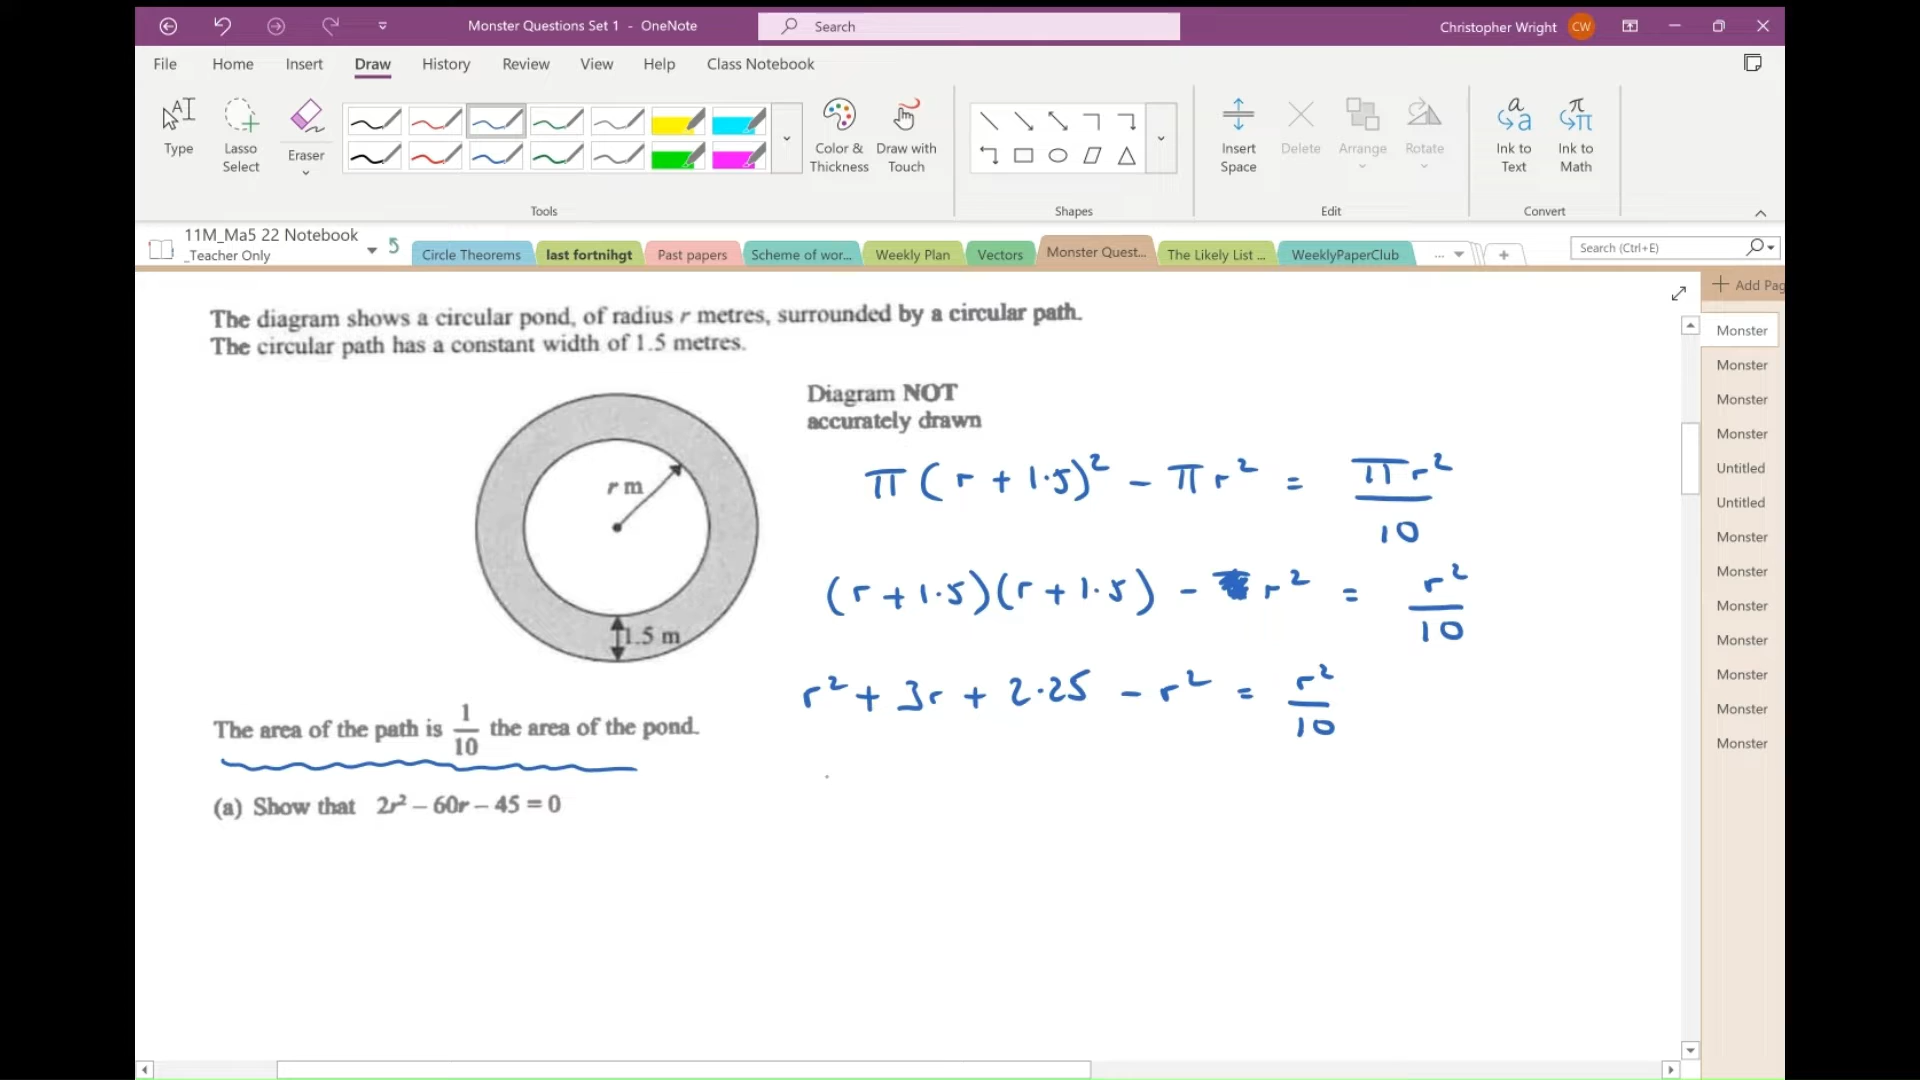 Monster Questions Set 1 - OneNote
Search
Christopher Wright
CW
File Home Insert Draw History Review View Help Class Notebook
Type
Lasso Select
Eraser
Color & Thickness
Draw with Touch
Insert Space
Delete
Arrange
Rotate
Ink to Text
Ink to Math
Tools
Shapes
Edit
Convert
11M_Ma5 22 Notebook
_Teacher Only
Circle Theorems
last fortnihgt
Past papers
Scheme of wor...
Weekly Plan
Vectors
Monster Quest...
The Likely List ...
WeeklyPaperClub
...
Search (Ctrl+E)
Add Pag
The diagram shows a circular pond, of radius r metres, surrounded by a circular path.
The circular path has a constant width of 1.5 metres.
Diagram NOT
accurately drawn
r m
1.5 m
π(r + 1·5)² - πr² = πr²/10
(r + 1·5)(r + 1·5) - r² = r²/10
r² + 3r + 2·25 - r² = r²/10
The area of the path is 1/10 the area of the pond.
(a) Show that 2r² – 60r – 45 = 0
Monster
Monster
Monster
Monster
Untitled
Untitled
Monster
Monster
Monster
Monster
Monster
Monster
Monster